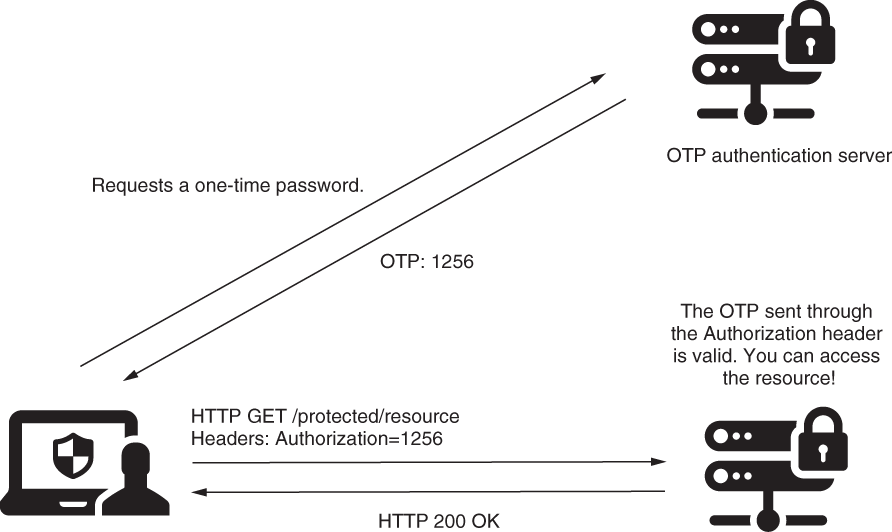 OTP authentication server
Requests a one-time password.
OTP: 1256
The OTP sent through
the Authorization header
is valid. You can access
the resource!
HTTP GET /protected/resource
Headers: Authorization=1256
HTTP 200 OK